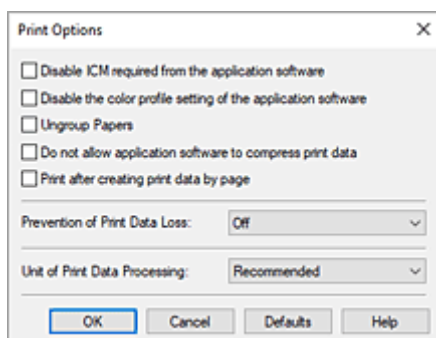 Print Options
Disable ICM required from the application software
Disable the color profile setting of the application software
Ungroup Papers
Do not allow application software to compress print data
Print after creating print data by page
Prevention of Print Data Loss: Off
Unit of Print Data Processing: Recommended
OK Cancel Defaults Help